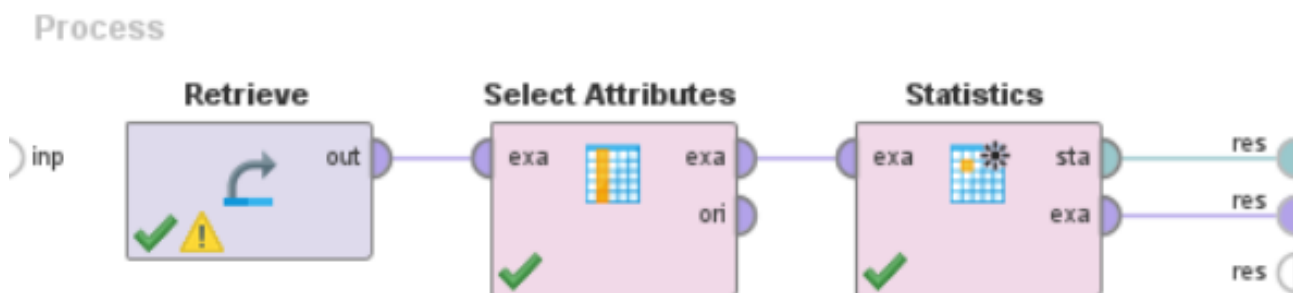 Process
Retrieve Select Attributes Statistics
inp out exa exa exa sta res
ori exa res
res